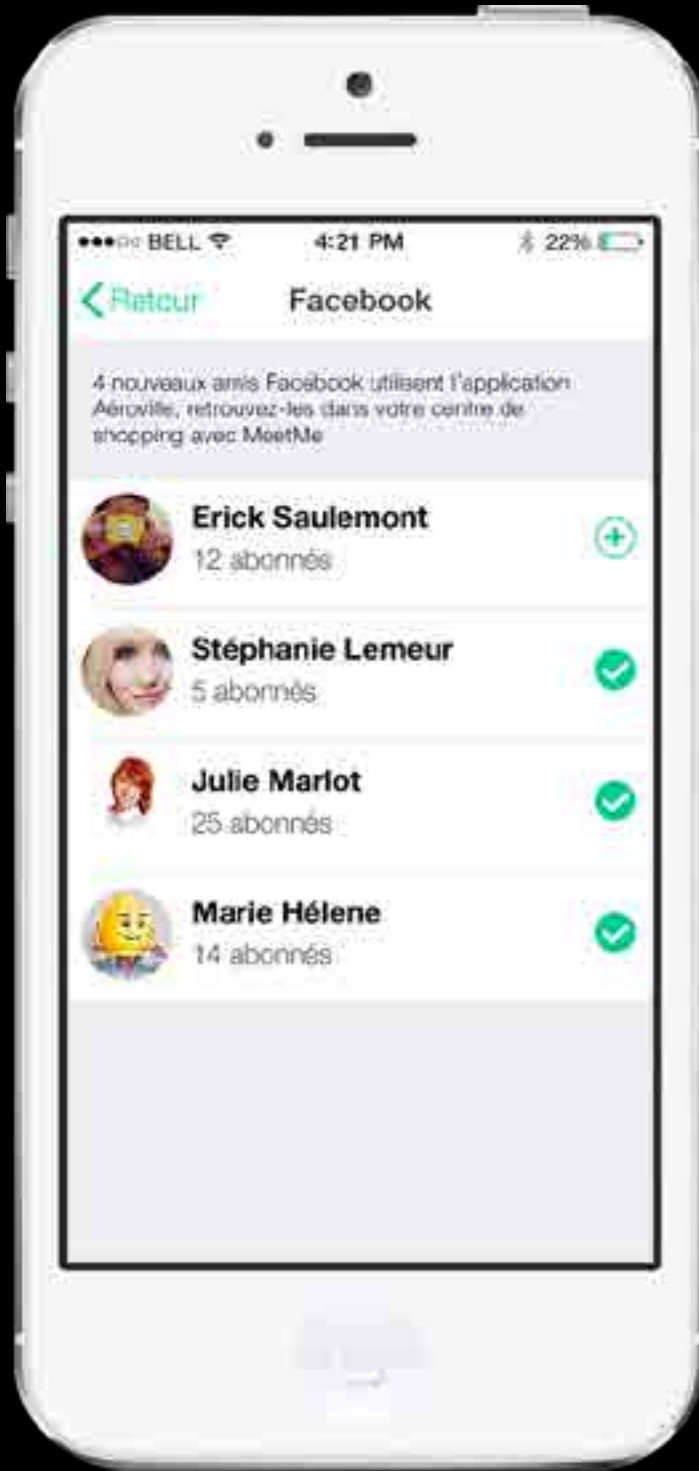 BELL 4:21 PM 22%
Retour Facebook
4 nouveaux amis Facebook utilisent l'application
Aéroville, retrouvez-les dans votre centre de
shopping avec MeetMe
Erick Saulemont
12 abonnés
Stéphanie Lemeur
5 abonnés
Julie Marlot
25 abonnés
Marie Hélene
14 abonnés